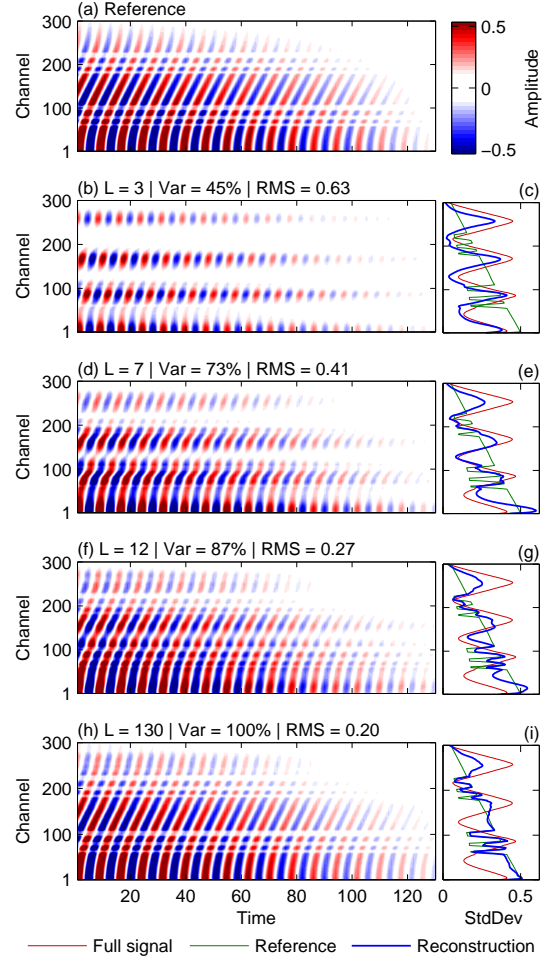 (a) Reference
Channel
300
200
100
1
0.5
0
−0.5
Amplitude
(b) L = 3 | Var = 45% | RMS = 0.63
(c)
Channel
300
200
100
1
(d) L = 7 | Var = 73% | RMS = 0.41
(e)
Channel
300
200
100
1
(f) L = 12 | Var = 87% | RMS = 0.27
(g)
Channel
300
200
100
1
(h) L = 130 | Var = 100% | RMS = 0.20
(i)
Channel
300
200
100
1
20 40 60 80 100 120
0 0.5
Time
StdDev
Full signal Reference Reconstruction